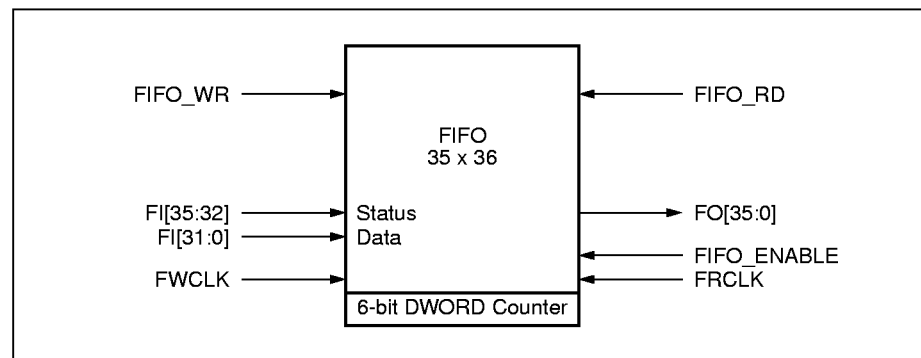 FIFO_WR
FIFO_RD
FIFO
35 x 36
FI[35:32]
Status
FO[35:0]
FI[31:0]
Data
FIFO_ENABLE
FWCLK
FRCLK
6-bit DWORD Counter